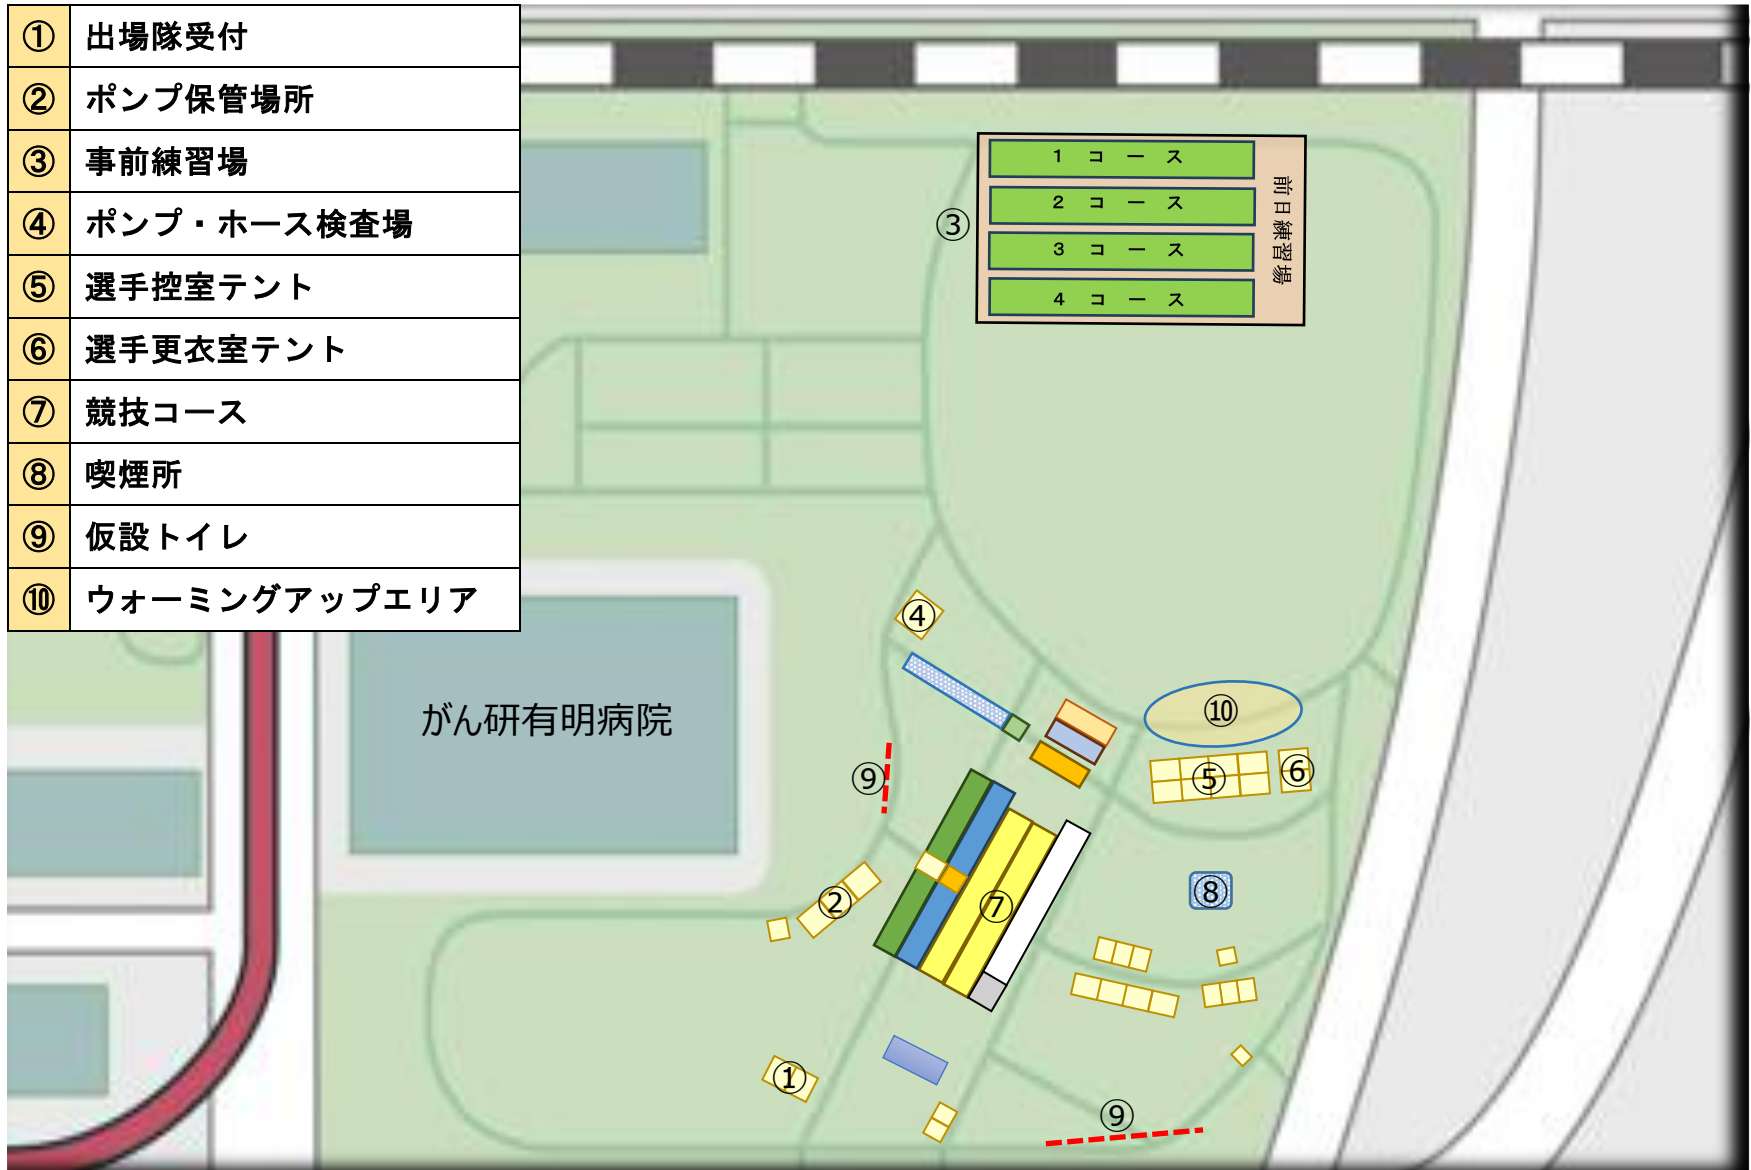 ① 出場隊受付
② ポンプ保管場所
③ 事前練習場
④ ポンプ・ホース検査場
⑤ 選手控室テント
⑥ 選手更衣室テント
⑦ 競技コース
⑧ 喫煙所
⑨ 仮設トイレ
⑩ ウォーミングアップエリア
1 コース
2 コース
3 コース
4 コース
前日練習場
③
④
がん研有明病院
⑩
⑨
⑤
⑥
②
⑦
⑧
①
⑨